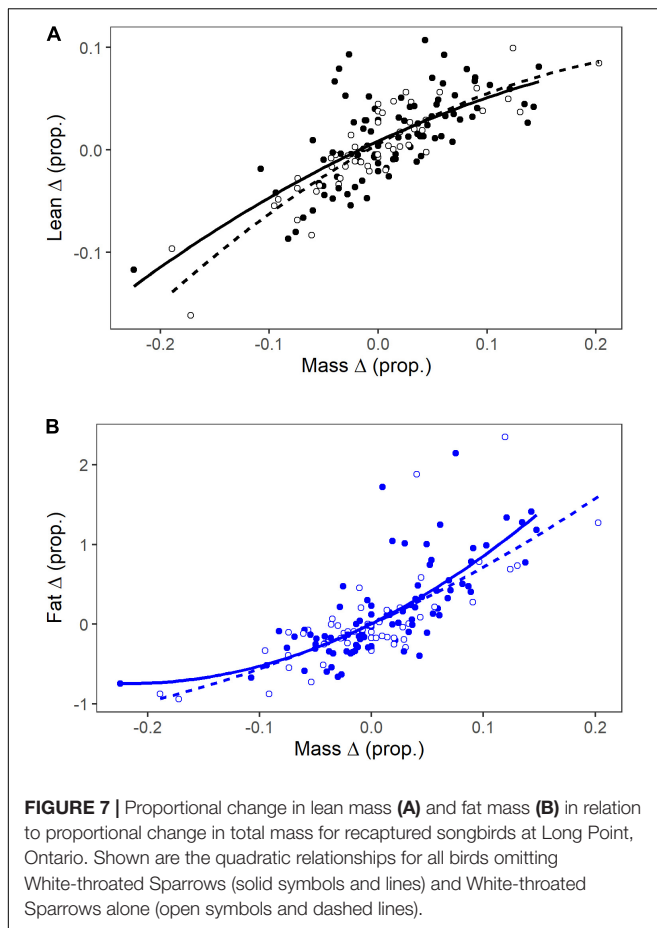 A
0.1
0.0
-0.1
Lean Δ (prop.)
-0.2 -0.1 0.0 0.1 0.2
Mass Δ (prop.)
B
2
1
0
-1
Fat Δ (prop.)
-0.2 -0.1 0.0 0.1 0.2
Mass Δ (prop.)
FIGURE 7 | Proportional change in lean mass (A) and fat mass (B) in relation
to proportional change in total mass for recaptured songbirds at Long Point,
Ontario. Shown are the quadratic relationships for all birds omitting
White-throated Sparrows (solid symbols and lines) and White-throated
Sparrows alone (open symbols and dashed lines).